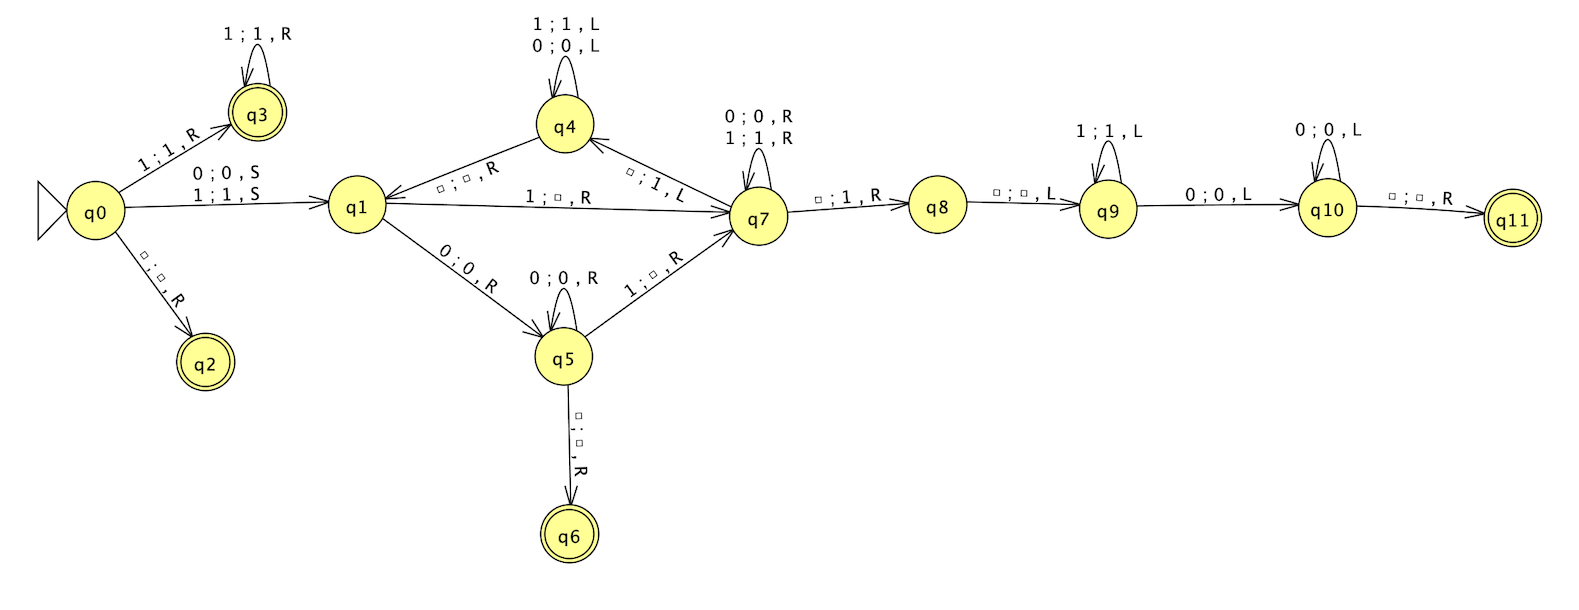 1;1,L
0;0,L
1;1,R
q3
q4
0;0,R
1;1,R
1;1,L
0;0,L
1;1,R
0;0,S
1;1,S
□;□,R
□;1,L
q0
q1
1;□,R
q7
□;1,R
q8
□;□,L
q9
0;0,L
q10
□;□,R
q11
□;□,R
0;0,R
0;0,R
1;□,R
q2
q5
□;□,R
q6